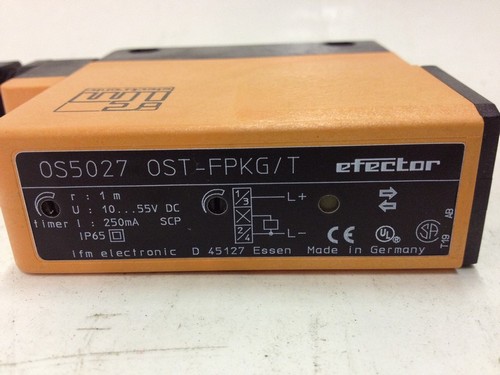 efector
OS5027 OST-FPKG/T efector
r : 1 m
U : 10...55V DC
timer I : 250mA SCP
IP65
1/3 L+
2/4 L-
CE UL SA
T19 AB
ifm electronic D 45127 Essen Made in Germany